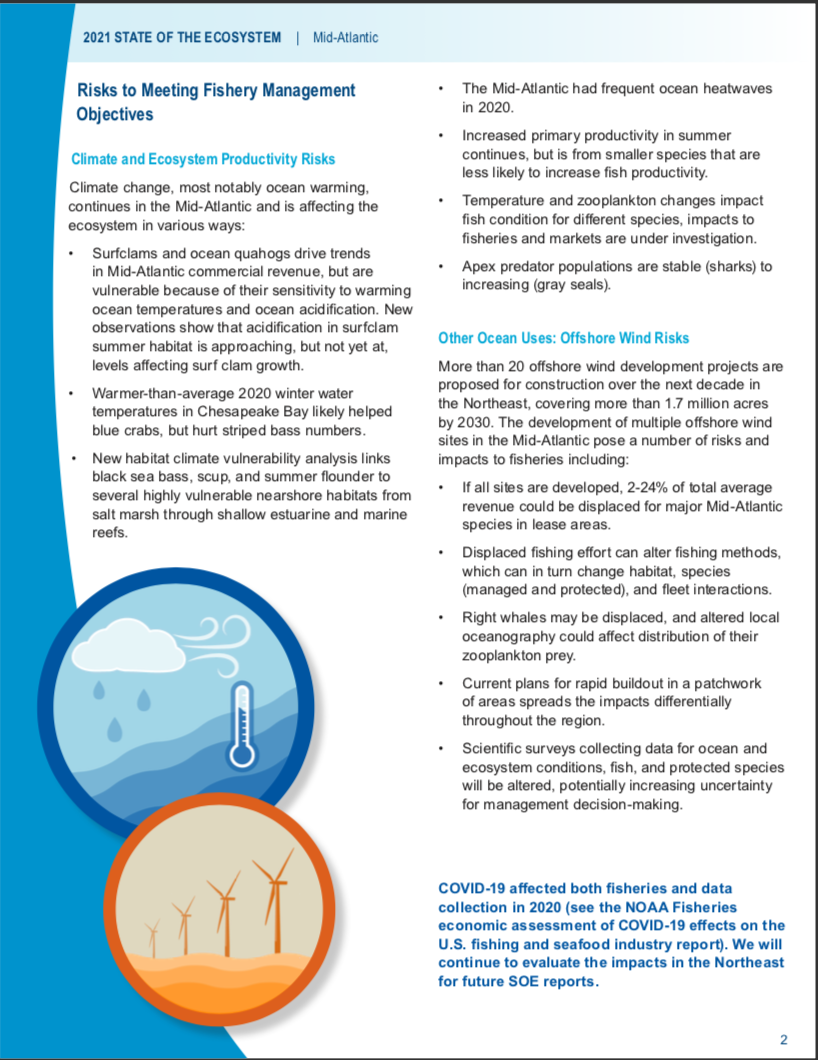 2021 STATE OF THE ECOSYSTEM | Mid-Atlantic
Risks to Meeting Fishery Management
Objectives
Climate and Ecosystem Productivity Risks
Climate change, most notably ocean warming,
continues in the Mid-Atlantic and is affecting the
ecosystem in various ways:
• Surfclams and ocean quahogs drive trends
in Mid-Atlantic commercial revenue, but are
vulnerable because of their sensitivity to warming
ocean temperatures and ocean acidification. New
observations show that acidification in surfclam
summer habitat is approaching, but not yet at,
levels affecting surf clam growth.
• Warmer-than-average 2020 winter water
temperatures in Chesapeake Bay likely helped
blue crabs, but hurt striped bass numbers.
• New habitat climate vulnerability analysis links
black sea bass, scup, and summer flounder to
several highly vulnerable nearshore habitats from
salt marsh through shallow estuarine and marine
reefs.
• The Mid-Atlantic had frequent ocean heatwaves
in 2020.
• Increased primary productivity in summer
continues, but is from smaller species that are
less likely to increase fish productivity.
• Temperature and zooplankton changes impact
fish condition for different species, impacts to
fisheries and markets are under investigation.
• Apex predator populations are stable (sharks) to
increasing (gray seals).
Other Ocean Uses: Offshore Wind Risks
More than 20 offshore wind development projects are
proposed for construction over the next decade in
the Northeast, covering more than 1.7 million acres
by 2030. The development of multiple offshore wind
sites in the Mid-Atlantic pose a number of risks and
impacts to fisheries including:
• If all sites are developed, 2-24% of total average
revenue could be displaced for major Mid-Atlantic
species in lease areas.
• Displaced fishing effort can alter fishing methods,
which can in turn change habitat, species
(managed and protected), and fleet interactions.
• Right whales may be displaced, and altered local
oceanography could affect distribution of their
zooplankton prey.
• Current plans for rapid buildout in a patchwork
of areas spreads the impacts differentially
throughout the region.
• Scientific surveys collecting data for ocean and
ecosystem conditions, fish, and protected species
will be altered, potentially increasing uncertainty
for management decision-making.
COVID-19 affected both fisheries and data
collection in 2020 (see the NOAA Fisheries
economic assessment of COVID-19 effects on the
U.S. fishing and seafood industry report). We will
continue to evaluate the impacts in the Northeast
for future SOE reports.
2